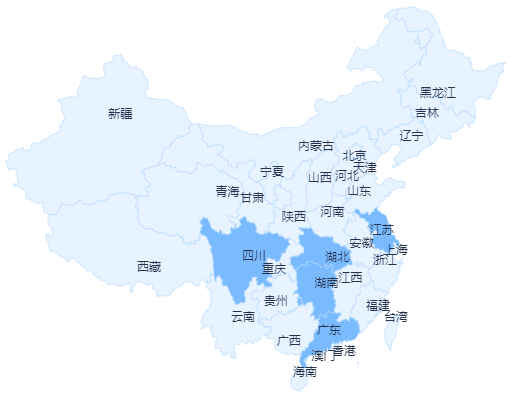 黑龙江
吉林
新疆
辽宁
内蒙古
北京
天津
宁夏
山西
河北
青海
甘肃
山东
陕西
河南
江苏
安徽
上海
四川
湖北
浙江
西藏
重庆
湖南
江西
贵州
福建
云南
台湾
广东
广西
香港
澳门
海南